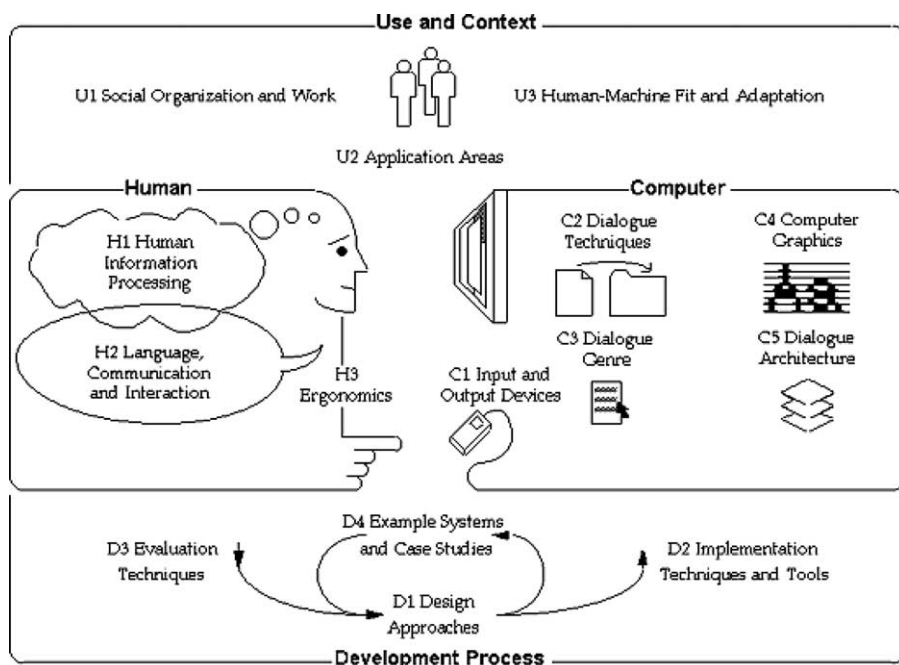 Use and Context
U1 Social Organization and Work
U3 Human-Machine Fit and Adaptation
U2 Application Areas
Human
H1 Human
Information
Processing
H2 Language,
Communication
and Interaction
H3
Ergonomics
Computer
C1 Input and
Output Devices
C2 Dialogue
Techniques
C3 Dialogue
Genre
C4 Computer
Graphics
C5 Dialogue
Architecture
D3 Evaluation
Techniques
D4 Example Systems
and Case Studies
D1 Design
Approaches
D2 Implementation
Techniques and Tools
Development Process